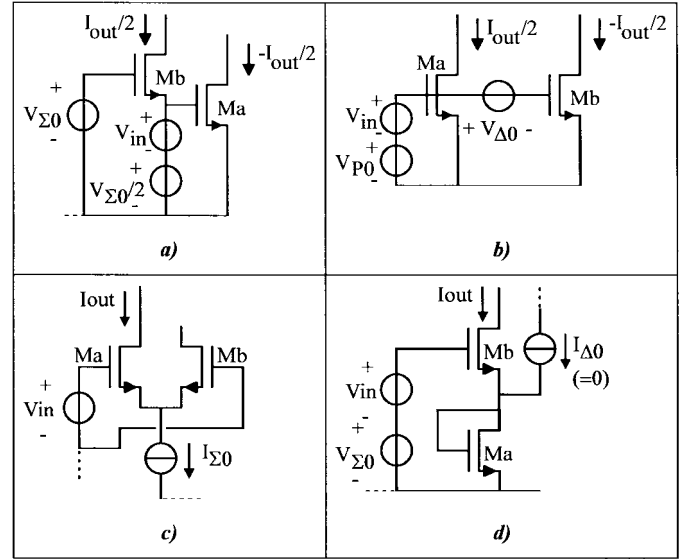 I_out/2
-I_out/2
Mb
Ma
+
V_Σ0
-
V_in
+
-
+
V_Σ0/2
-
a)
I_out/2
-I_out/2
Ma
Mb
+
V_in
-
+ V_Δ0 -
+
V_P0
-
b)
Iout
Ma
Mb
+
Vin
-
I_Σ0
c)
Iout
Mb
I_Δ0
(=0)
+
Vin
-
+
V_Σ0
-
Ma
d)